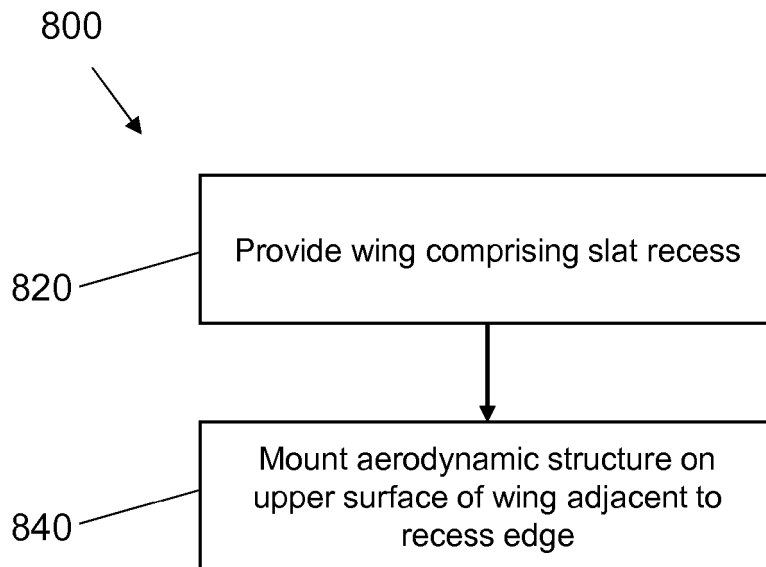 800
820
Provide wing comprising slat recess
840
Mount aerodynamic structure on
upper surface of wing adjacent to
recess edge